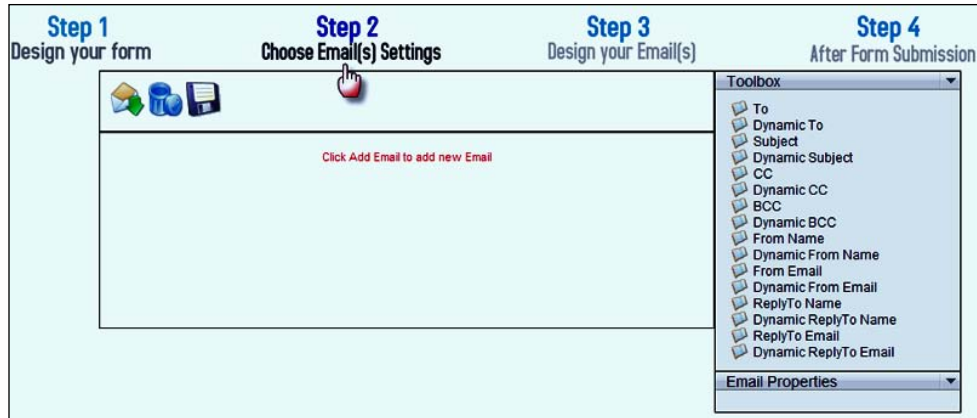 Step 1
Design your form
Step 2
Choose Email(s) Settings
Step 3
Design your Email(s)
Step 4
After Form Submission
Click Add Email to add new Email
Toolbox
To
Dynamic To
Subject
Dynamic Subject
CC
Dynamic CC
BCC
Dynamic BCC
From Name
Dynamic From Name
From Email
Dynamic From Email
ReplyTo Name
Dynamic ReplyTo Name
ReplyTo Email
Dynamic ReplyTo Email
Email Properties